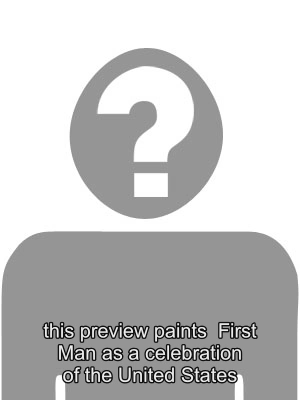 ?
this preview paints  First
Man as a celebration
of the United States